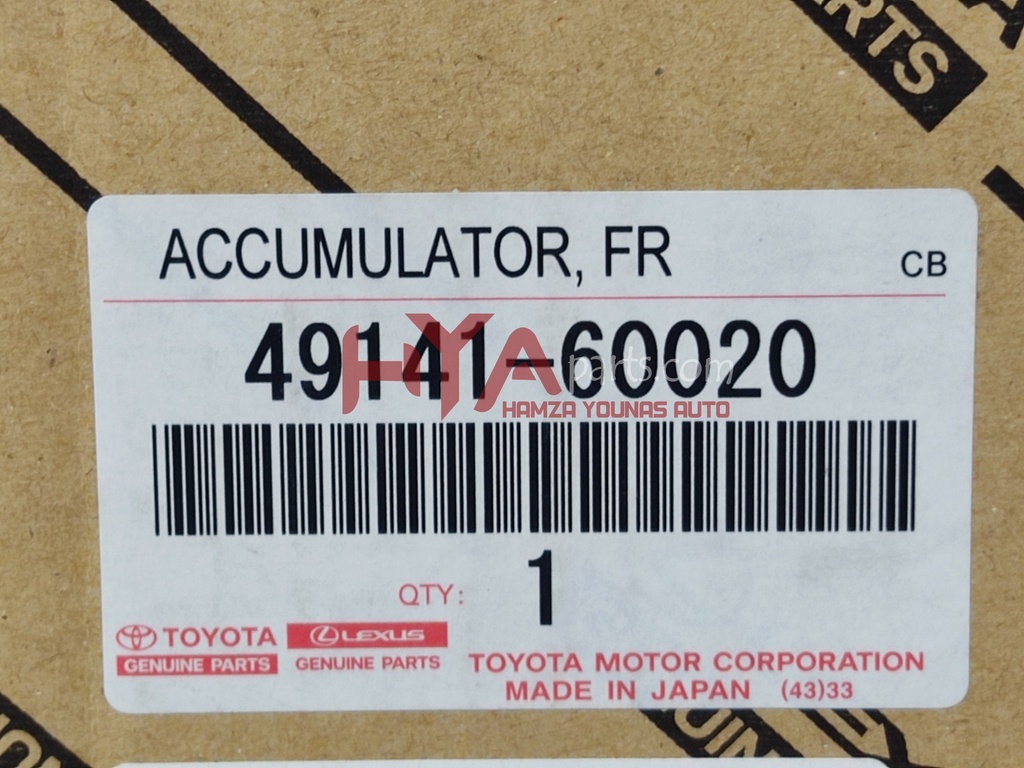 PARTS
ACCUMULATOR, FR
CB
49141-60020
HYA parts.com
HAMZA YOUNAS AUTO
QTY: 1
TOYOTA LEXUS
GENUINE PARTS GENUINE PARTS
TOYOTA MOTOR CORPORATION
MADE IN JAPAN (43)33